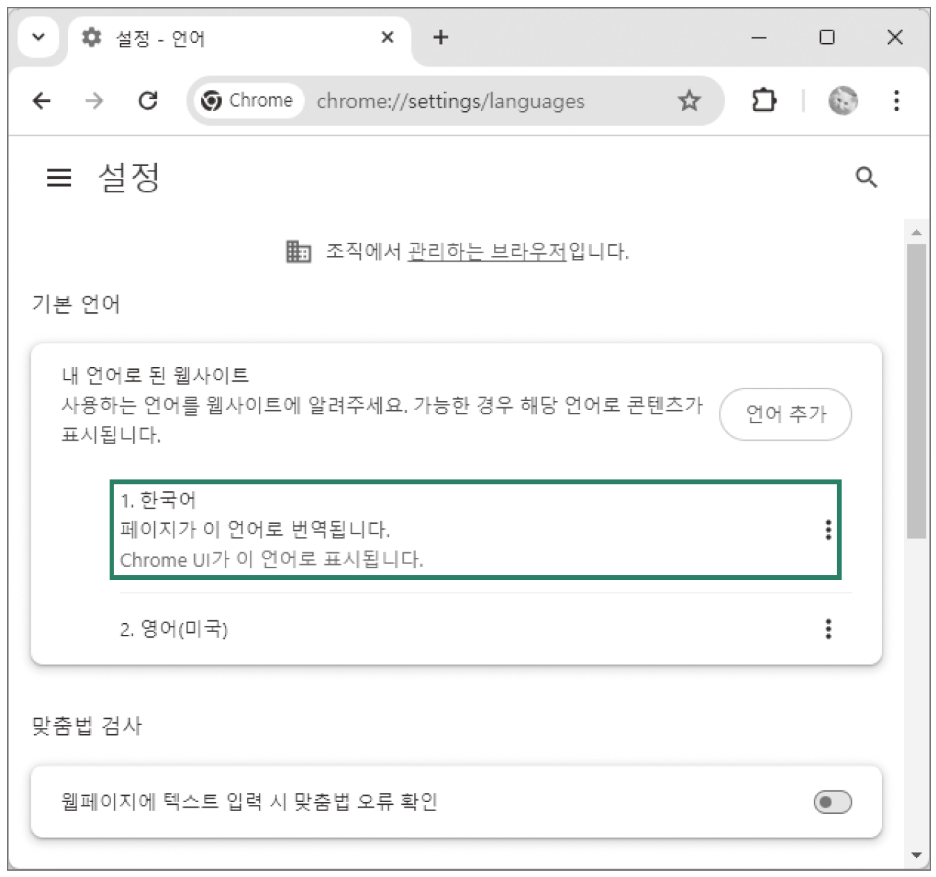 설정 - 언어
Chrome chrome://settings/languages
설정
조직에서 관리하는 브라우저입니다.
기본 언어
내 언어로 된 웹사이트
사용하는 언어를 웹사이트에 알려주세요. 가능한 경우 해당 언어로 콘텐츠가
표시됩니다.
언어 추가
1. 한국어
페이지가 이 언어로 번역됩니다.
Chrome UI가 이 언어로 표시됩니다.
2. 영어(미국)
맞춤법 검사
웹페이지에 텍스트 입력 시 맞춤법 오류 확인